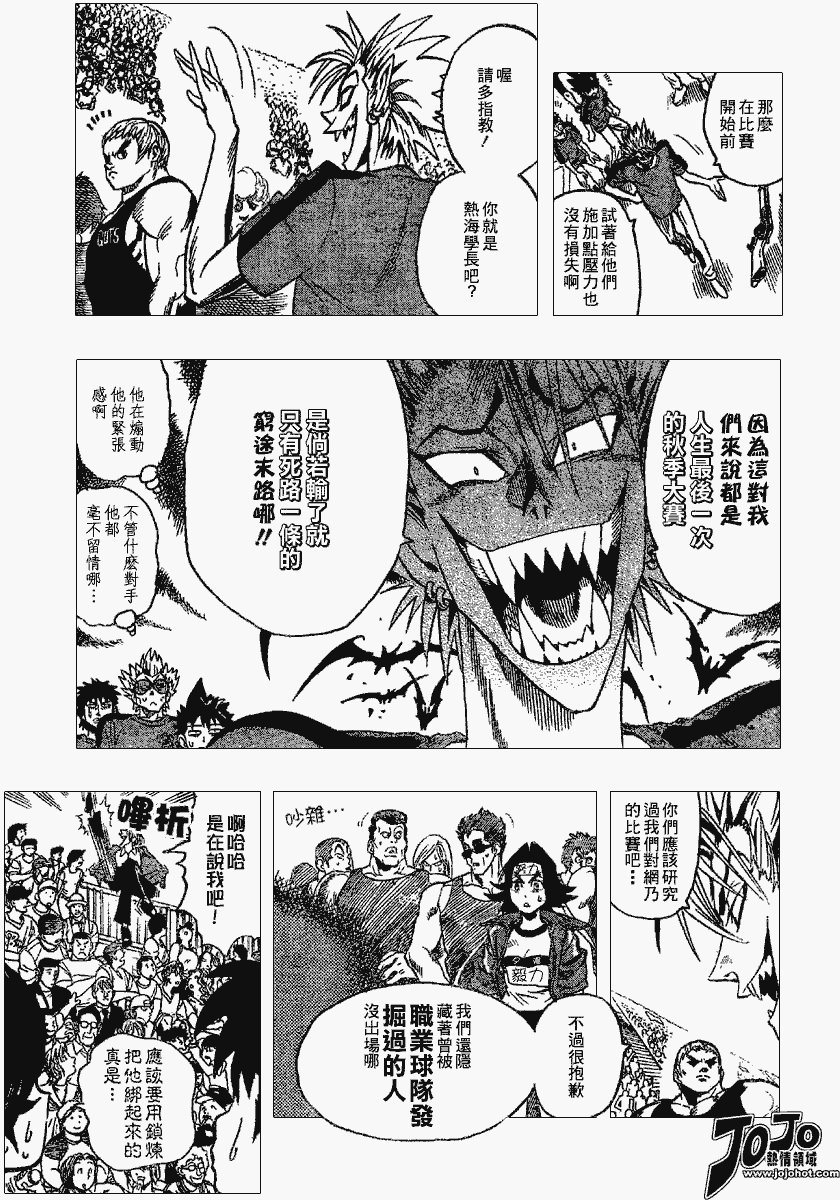 那麼
在比賽
開始前
試著給他們
施加點壓力也
沒有損失啊
喔
請多指教！
你就是
熱海學長吧？
GUTS
因為這對我
們來說都是
人生最後一次
的秋季大賽
是倘若輸了就
只有死路一條的
窮途末路哪！！
他在煽動
他的緊張
感啊
不管什麼對手
他都
毫不留情哪…
你們應該研究
過我們對網乃
的比賽吧…
不過很抱歉
我們還隱
藏著曾被
職業球隊發
掘過的人
沒出場哪
吵雜…
毅力
嗶折
啊哈哈
是在說我吧！
應該要用鎖煉
把他綁起來的
真是…
JOJO
熱情領域
www.jojohot.com